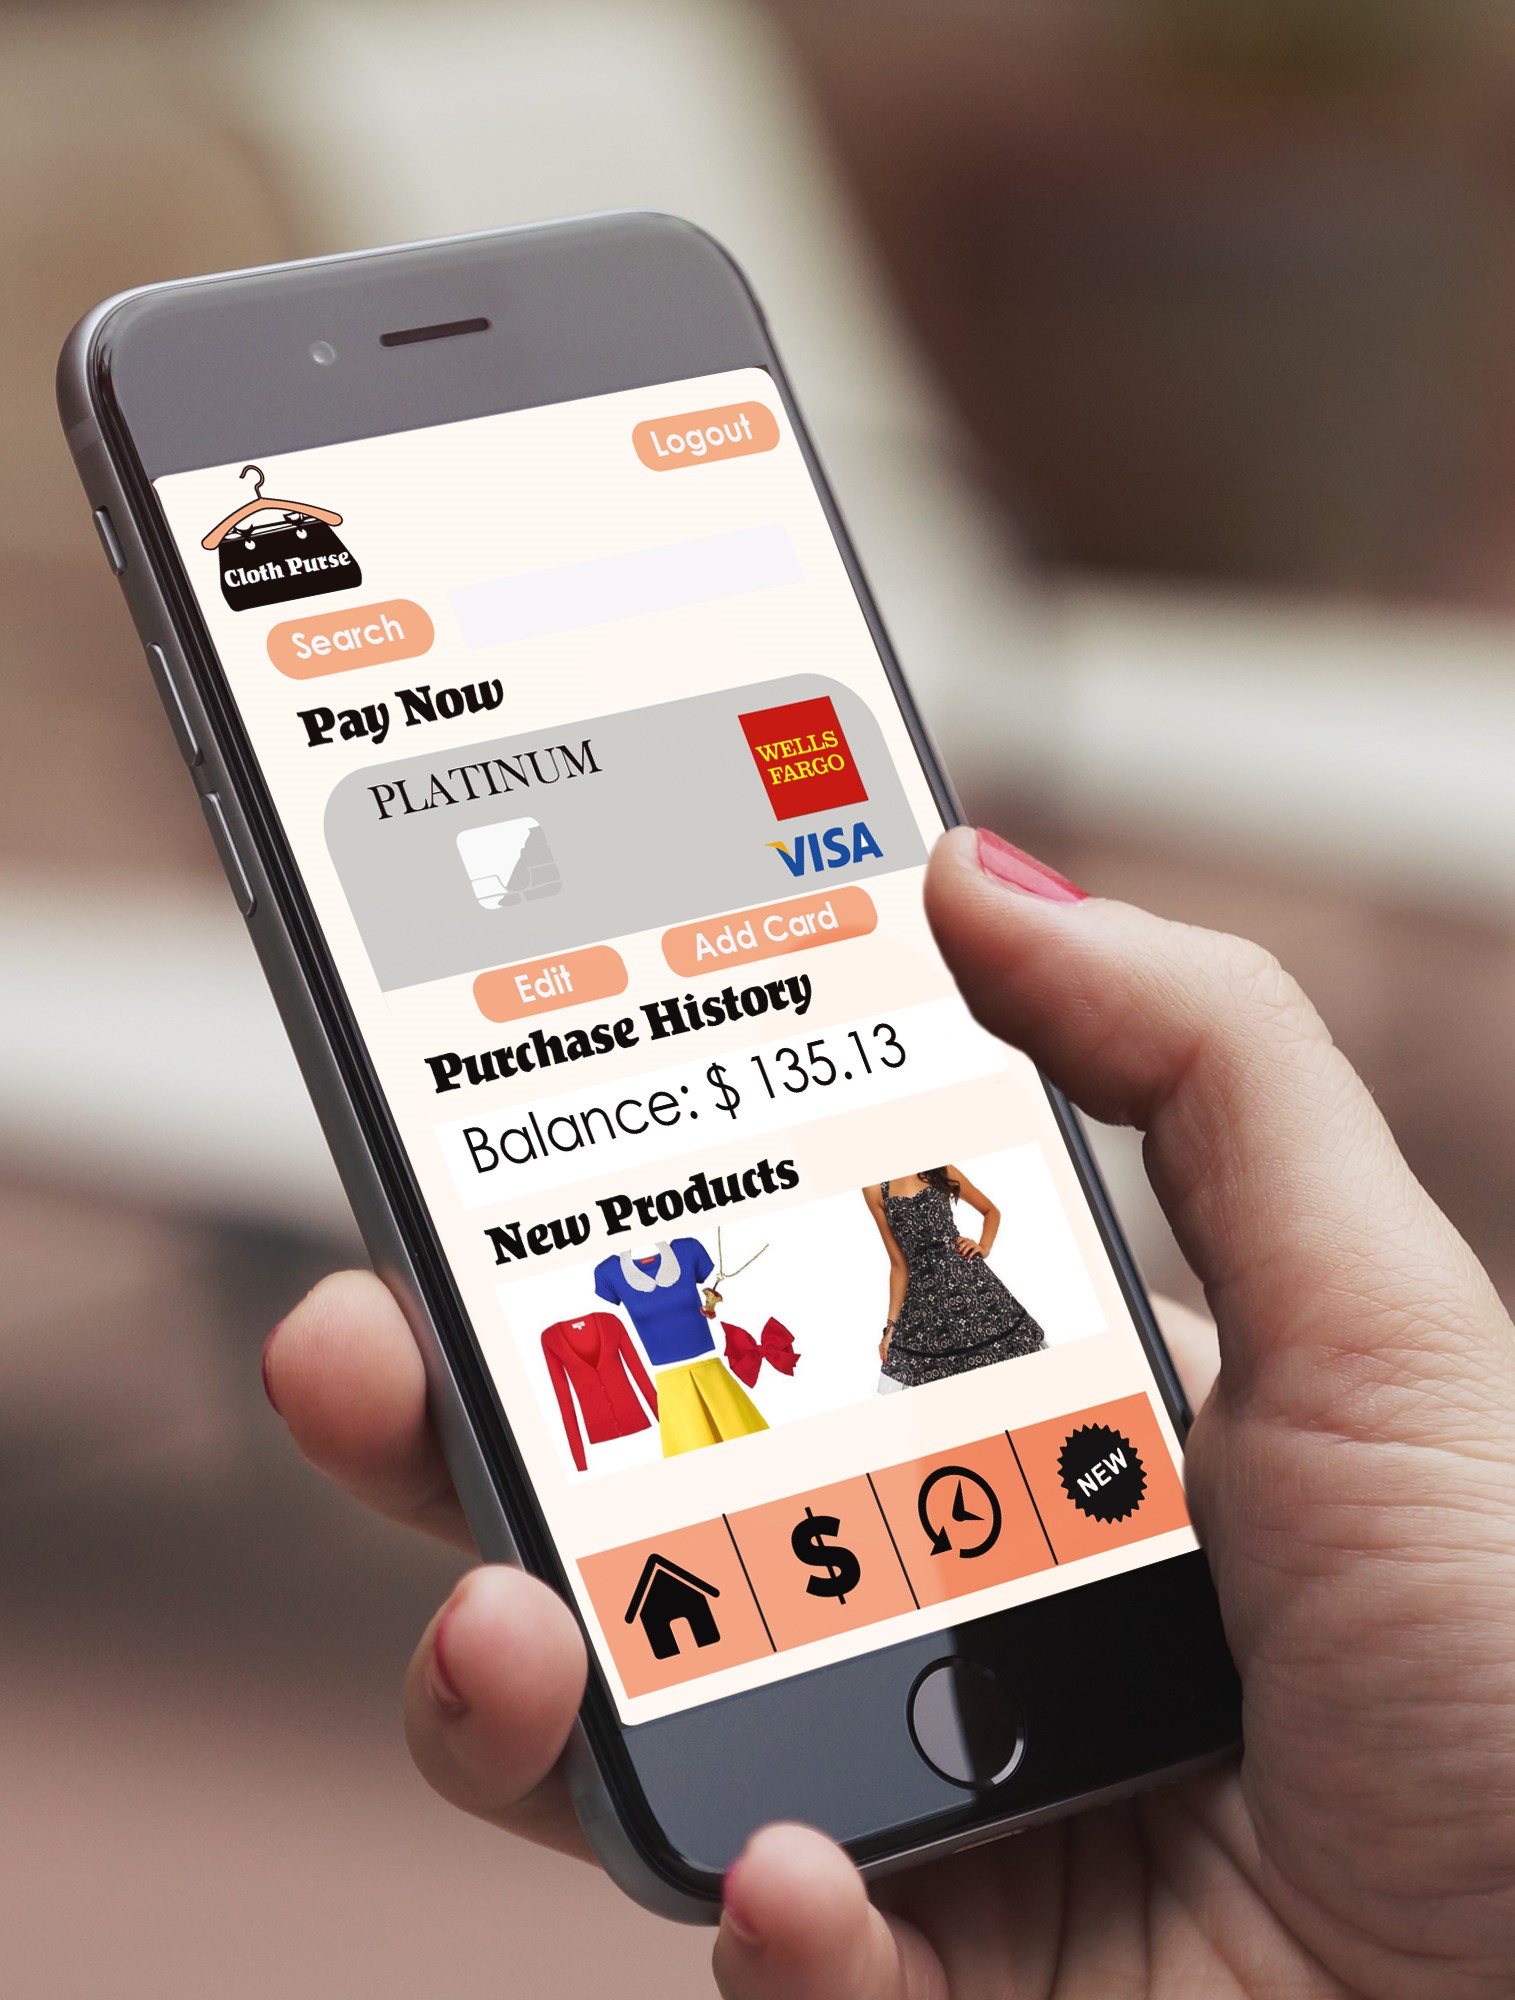 Logout
Cloth Purse
Search
Pay Now
PLATINUM
WELLS
FARGO
VISA
Edit
Add Card
Purchase History
Balance: $ 135.13
New Products
$
NEW